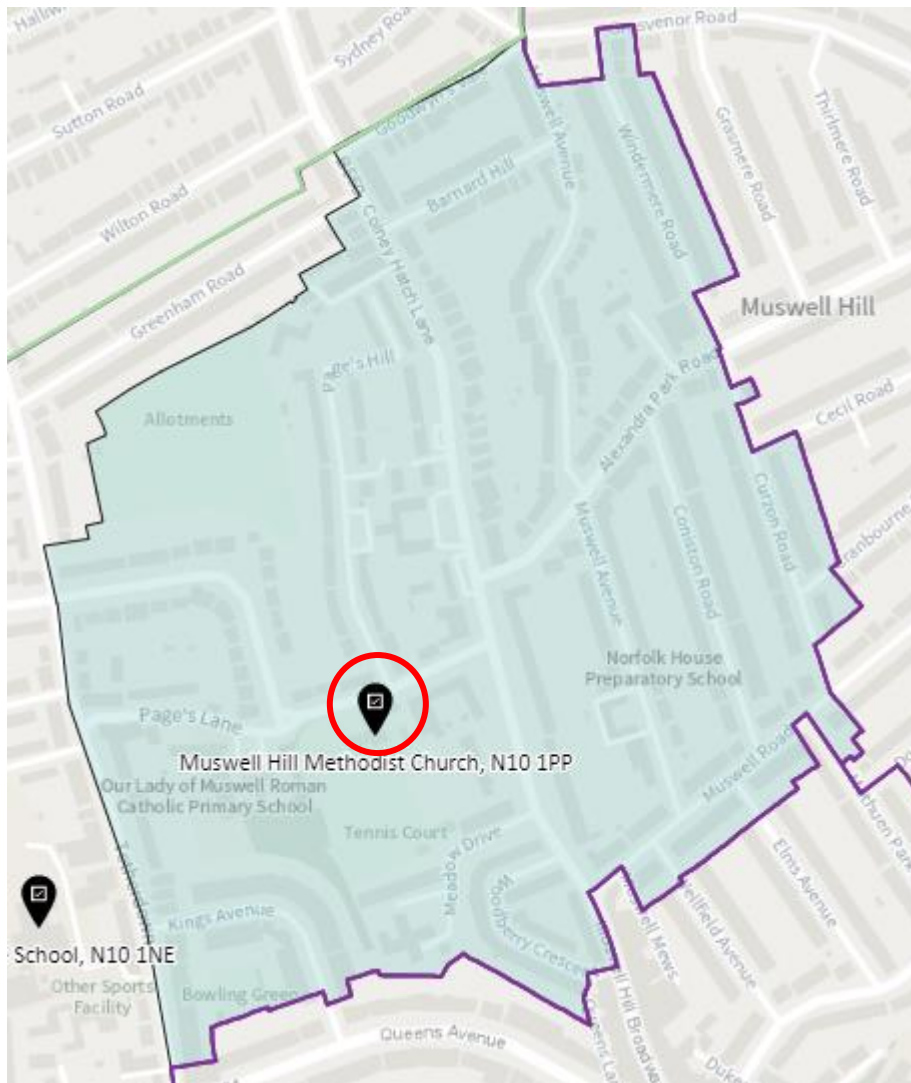 Sydney Road
Sutton Road
Wilton Road
Greenham Road
Barnard Hill
Colney Hatch Lane
Muswell Avenue
Windermere Road
Grasmere Road
Thirlmere Road
Muswell Hill
Page's Hill
Allotments
Alexandra Park Road
Cecil Road
Curzon Road
Coniston Road
Muswell Avenue
Norfolk House
Preparatory School
Page's Lane
Muswell Hill Methodist Church, N10 1PP
Our Lady of Muswell Roman
Catholic Primary School
Muswell Road
Tennis Court
Meadow Drive
Elms Avenue
Woodberry Crescent
Kings Avenue
School, N10 1NE
Other Sports
Facility
Bowling Green
Queens Avenue
Muswell Mews